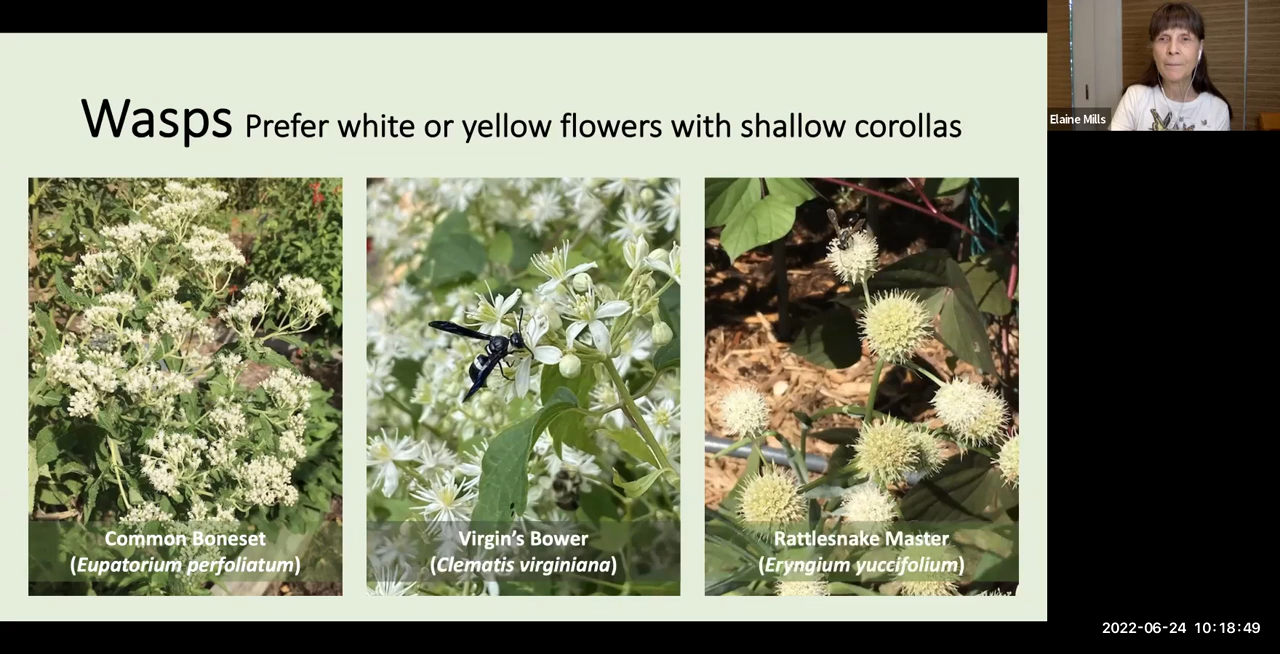 Wasps Prefer white or yellow flowers with shallow corollas
Common Boneset
(Eupatorium perfoliatum)
Virgin's Bower
(Clematis virginiana)
Rattlesnake Master
(Eryngium yuccifolium)
Elaine Mills
2022-06-24 10:18:49